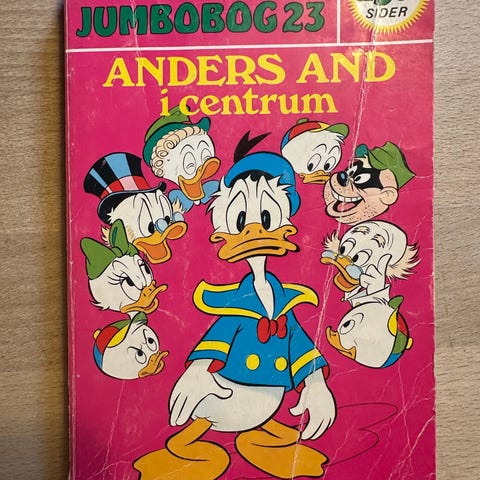 JUMBOBOG 23
SIDER
ANDERS AND
i centrum